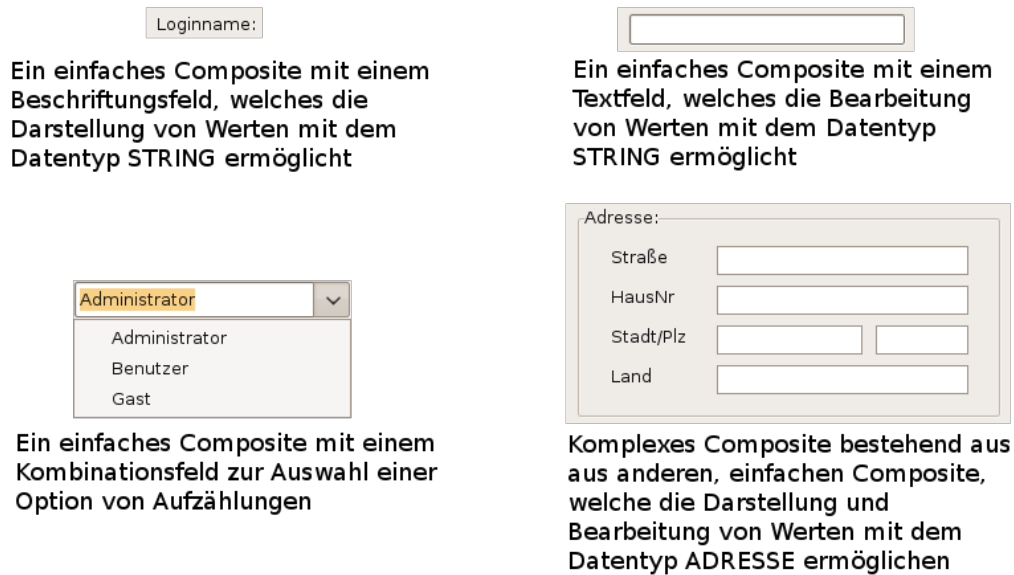 Loginname:
Ein einfaches Composite mit einem
Beschriftungsfeld, welches die
Darstellung von Werten mit dem
Datentyp STRING ermöglicht
Ein einfaches Composite mit einem
Textfeld, welches die Bearbeitung
von Werten mit dem Datentyp
STRING ermöglicht
Administrator
Administrator
Benutzer
Gast
Ein einfaches Composite mit einem
Kombinationsfeld zur Auswahl einer
Option von Aufzählungen
Adresse:
Straße
HausNr
Stadt/Plz
Land
Komplexes Composite bestehend aus
aus anderen, einfachen Composite,
welche die Darstellung und
Bearbeitung von Werten mit dem
Datentyp ADRESSE ermöglichen